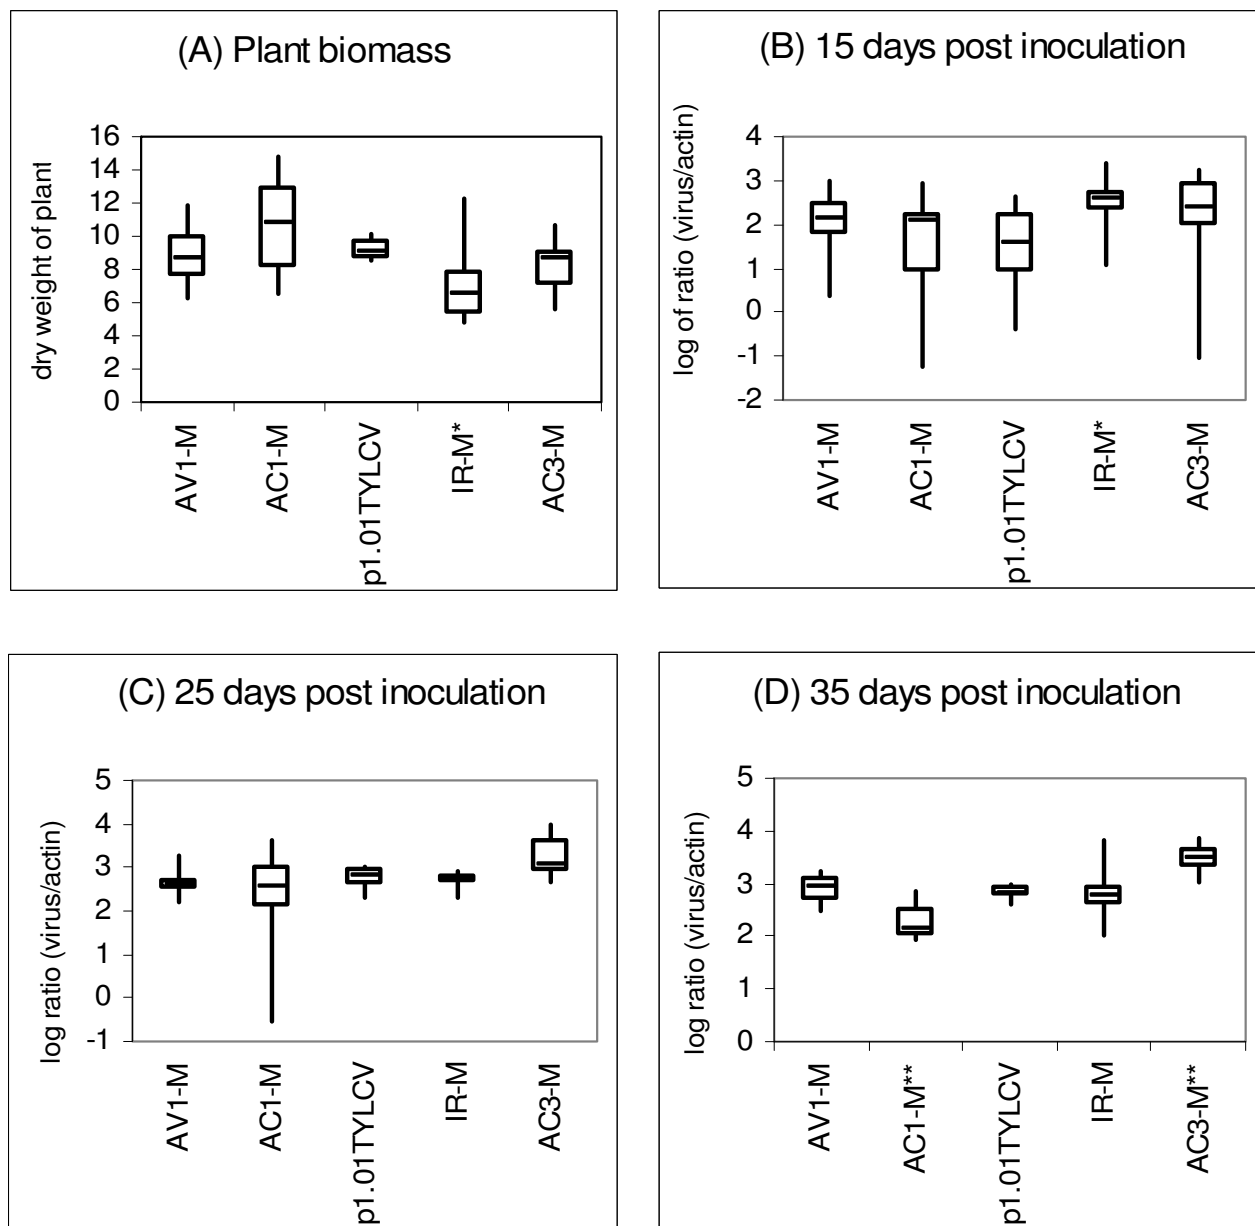 (A) Plant biomass
dry weight of plant
16
14
12
10
8
6
4
2
0
AV1-M
AC1-M
p1.01TYLCV
IR-M*
AC3-M
(B) 15 days post inoculation
log of ratio (virus/actin)
4
3
2
1
0
-1
-2
AV1-M
AC1-M
p1.01TYLCV
IR-M*
AC3-M
(C) 25 days post inoculation
log ratio (virus/actin)
5
4
3
2
1
0
-1
AV1-M
AC1-M
p1.01TYLCV
IR-M
AC3-M
(D) 35 days post inoculation
log ratio (virus/actin)
5
4
3
2
1
0
AV1-M
AC1-M**
p1.01TYLCV
IR-M
AC3-M**